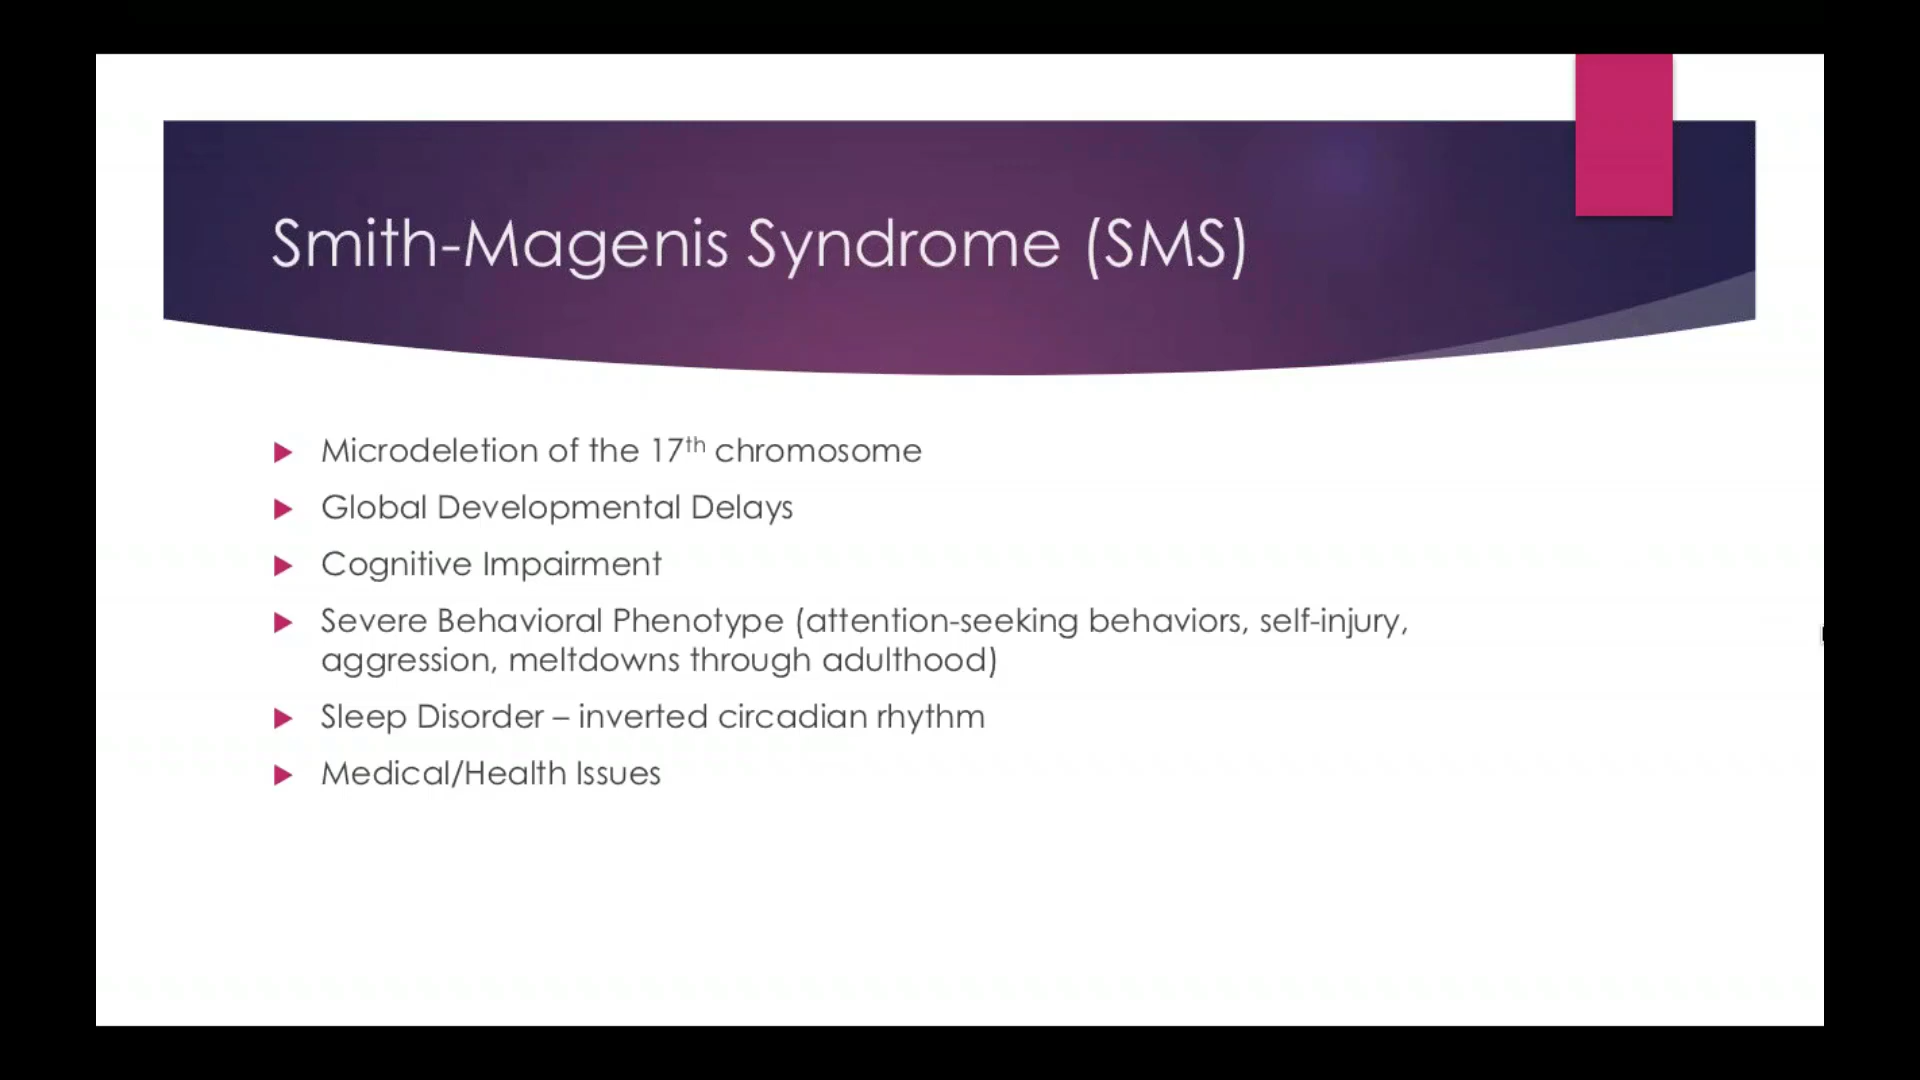 Smith-Magenis Syndrome (SMS)
Microdeletion of the 17th chromosome
Global Developmental Delays
Cognitive Impairment
Severe Behavioral Phenotype (attention-seeking behaviors, self-injury,
aggression, meltdowns through adulthood)
Sleep Disorder – inverted circadian rhythm
Medical/Health Issues